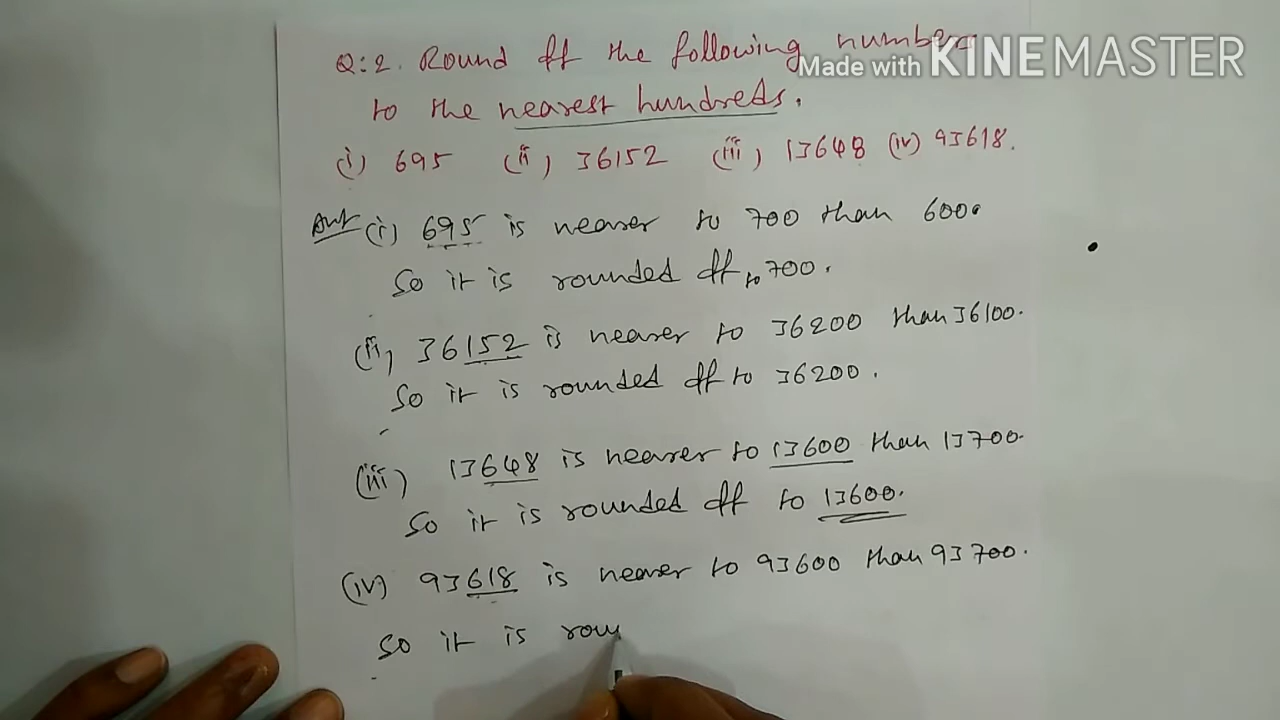 Q:2. Round off the following numbers
to the nearest hundreds.
(i) 695 (ii) 36152 (iii) 13648 (iv) 93618.
Ans (i) 695 is nearer to 700 than 600.
So it is rounded off to 700.
(ii) 36152 is nearer to 36200 than 36100.
So it is rounded off to 36200.
(iii) 13648 is nearer to 13600 than 13700.
So it is rounded off to 13600.
(iv) 93618 is nearer to 93600 than 93700.
So it is roun
Made with KINEMASTER